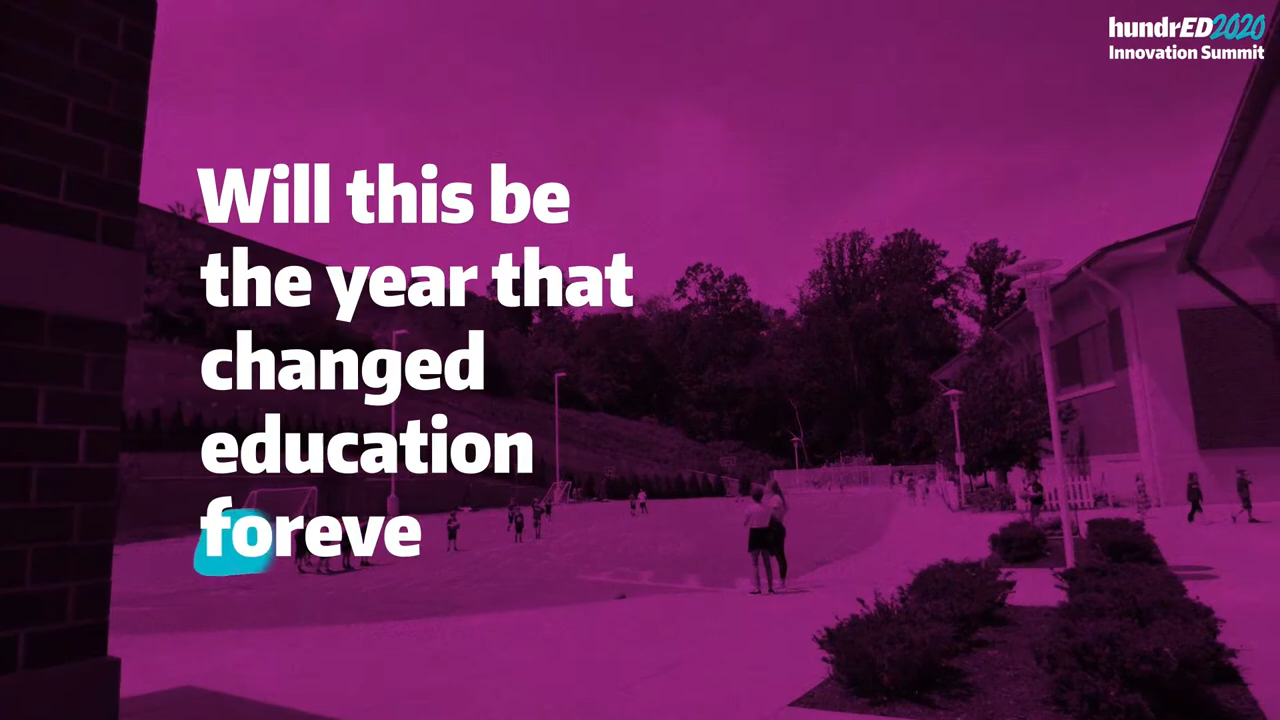 hundrED2020
Innovation Summit
Will this be
the year that
changed
education
foreve